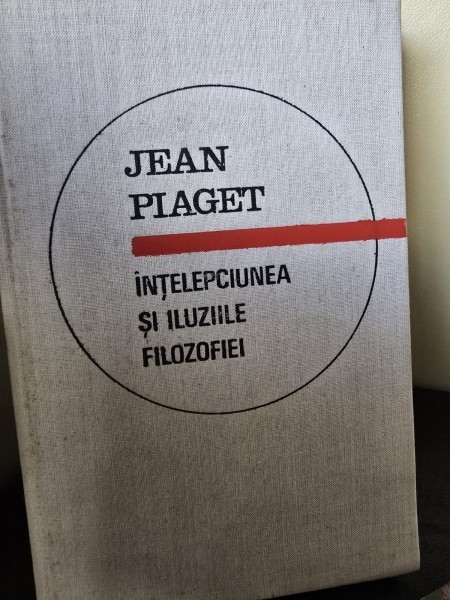 JEAN
PIAGET
ÎNȚELEPCIUNEA
ȘI ILUZIILE
FILOZOFIEI